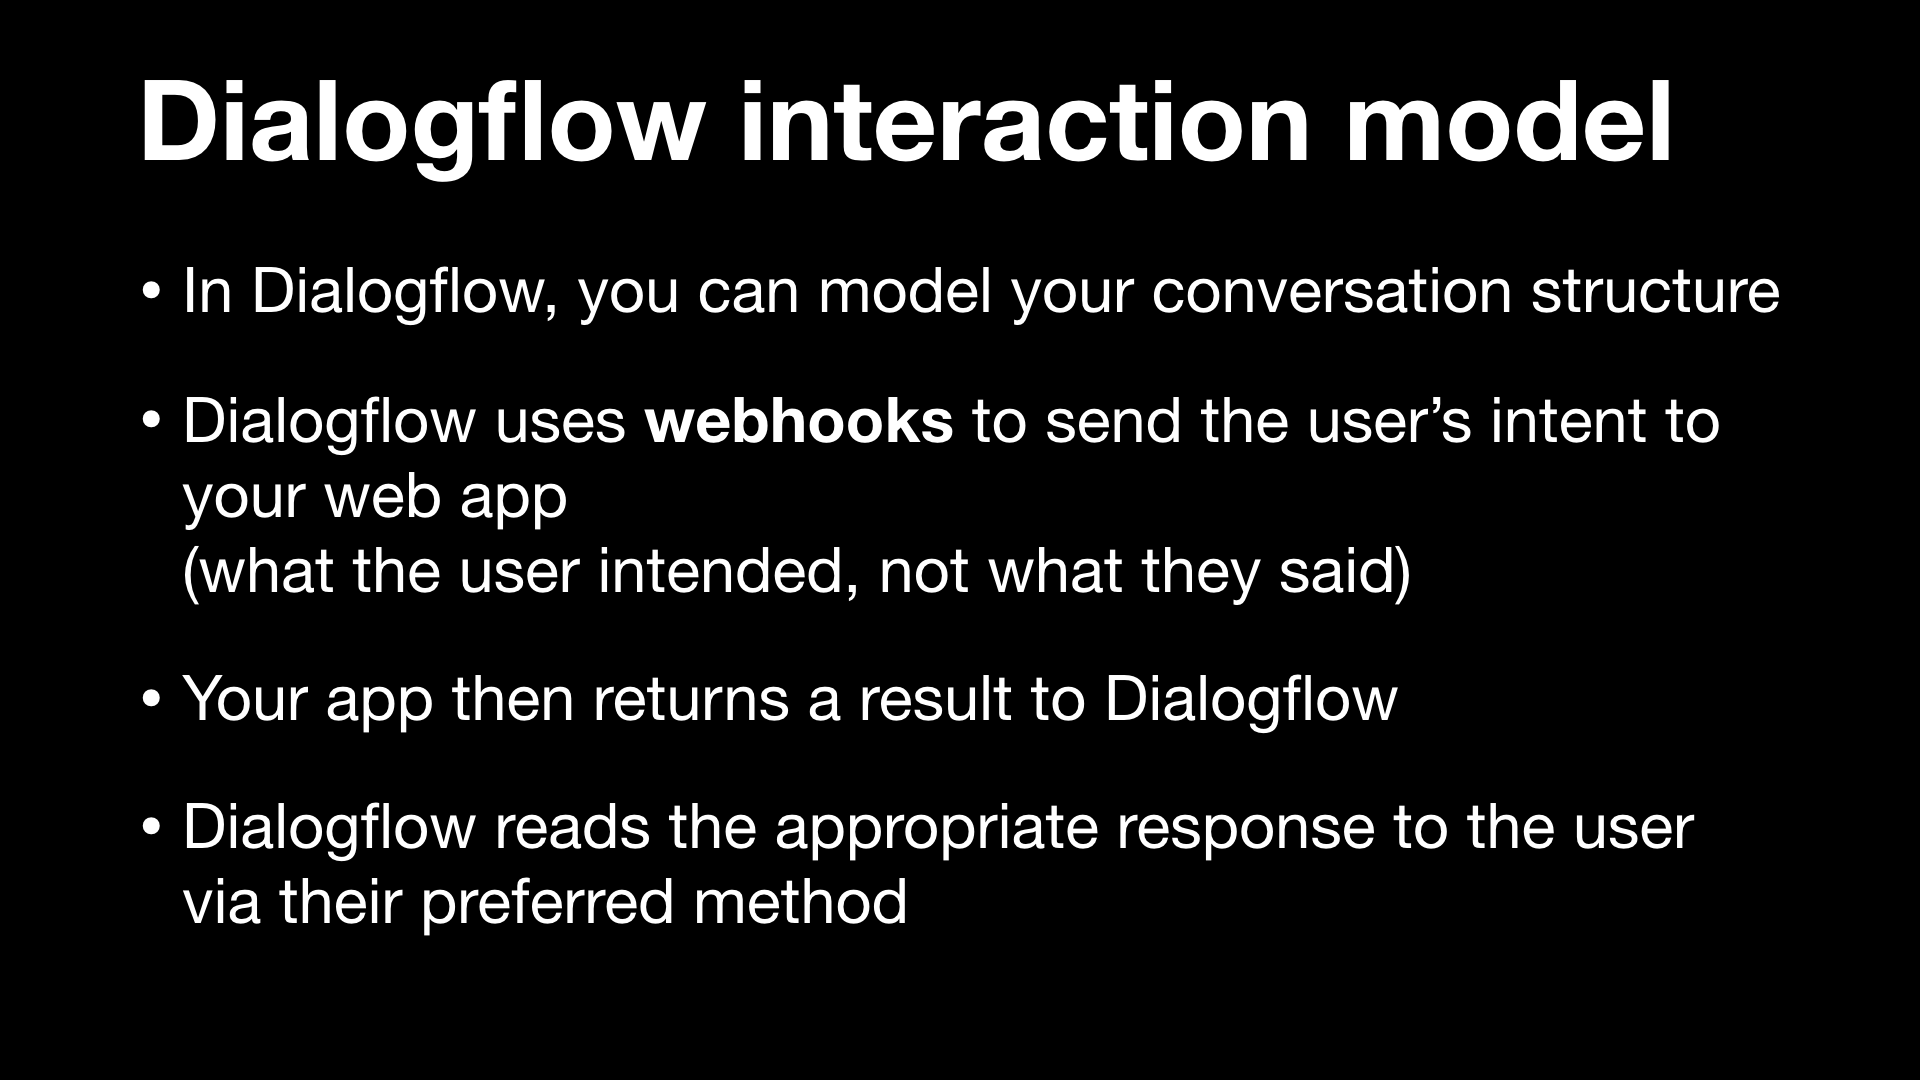 Dialogflow interaction model
• In Dialogflow, you can model your conversation structure
• Dialogflow uses webhooks to send the user’s intent to
your web app
(what the user intended, not what they said)
• Your app then returns a result to Dialogflow
• Dialogflow reads the appropriate response to the user
via their preferred method